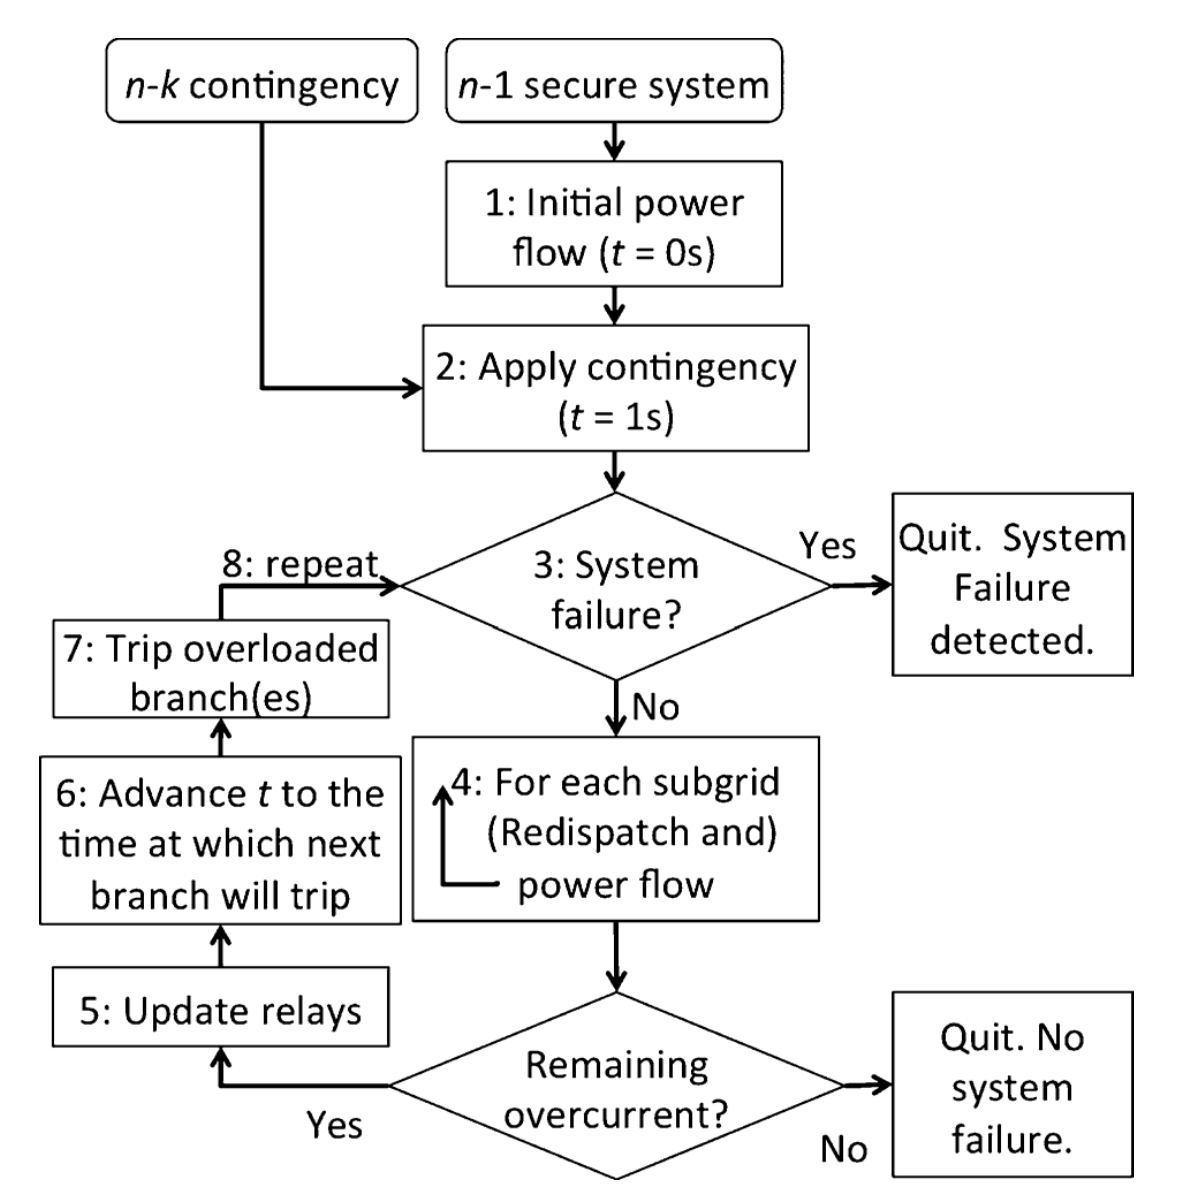 n-k contingency
n-1 secure system
1: Initial power
flow (t = 0s)
2: Apply contingency
(t = 1s)
3: System
failure?
Yes
Quit. System
Failure
detected.
No
4: For each subgrid
(Redispatch and)
power flow
Remaining
overcurrent?
No
Quit. No
system
failure.
Yes
5: Update relays
6: Advance t to the
time at which next
branch will trip
7: Trip overloaded
branch(es)
8: repeat